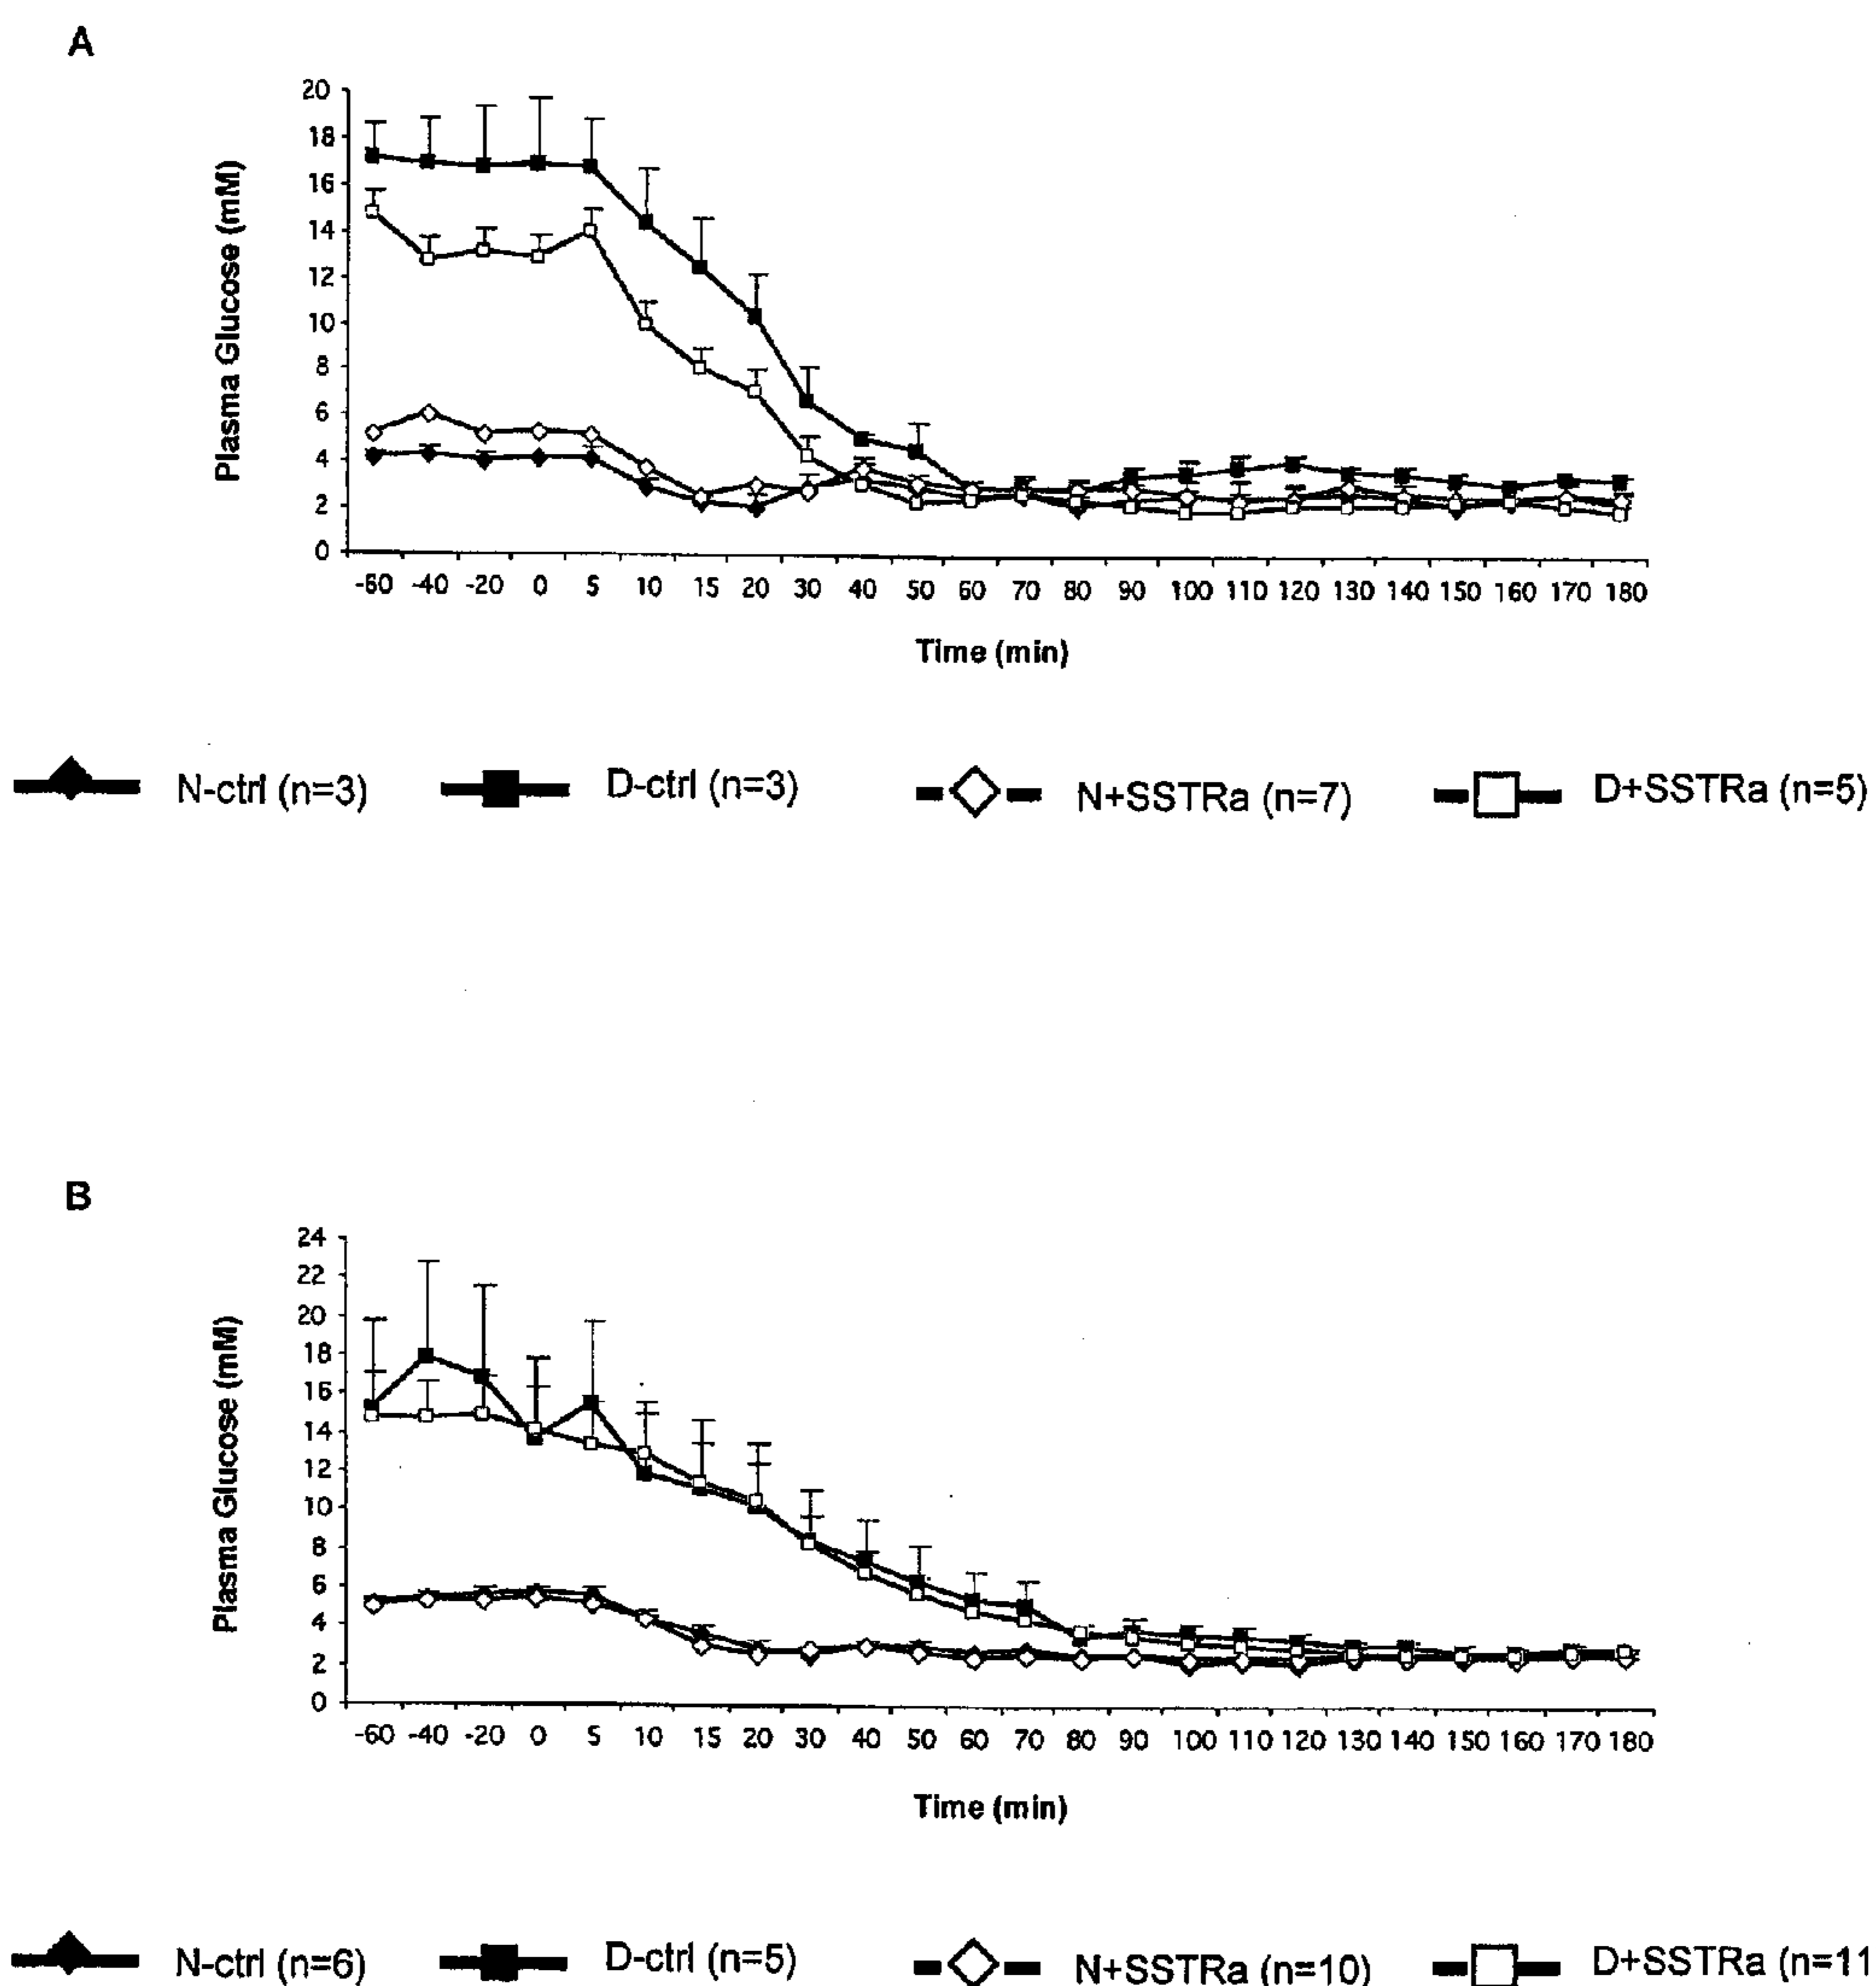 A
20
18
16
14
12
10
8
6
4
2
0
Plasma Glucose (mM)
-60 -40 -20 0 5 10 15 20 30 40 50 60 70 80 90 100 110 120 130 140 150 160 170 180
Time (min)
N-ctrl (n=3) D-ctrl (n=3) N+SSTRa (n=7) D+SSTRa (n=5)
B
24
22
20
18
16
14
12
10
8
6
4
2
0
Plasma Glucose (mM)
-60 -40 -20 0 5 10 15 20 30 40 50 60 70 80 90 100 110 120 130 140 150 160 170 180
Time (min)
N-ctrl (n=6) D-ctrl (n=5) N+SSTRa (n=10) D+SSTRa (n=11